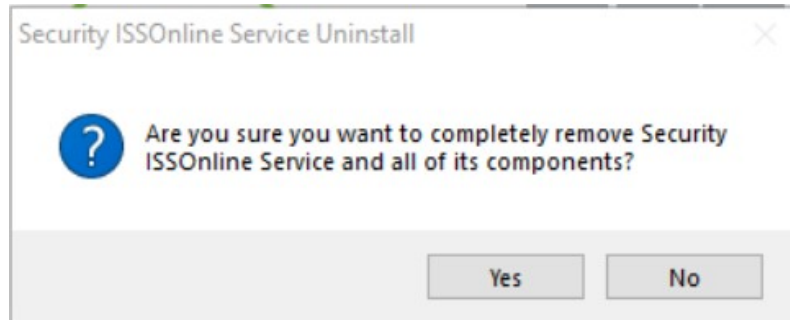 Security ISSOnline Service Uninstall
Are you sure you want to completely remove Security
ISSOnline Service and all of its components?
Yes
No